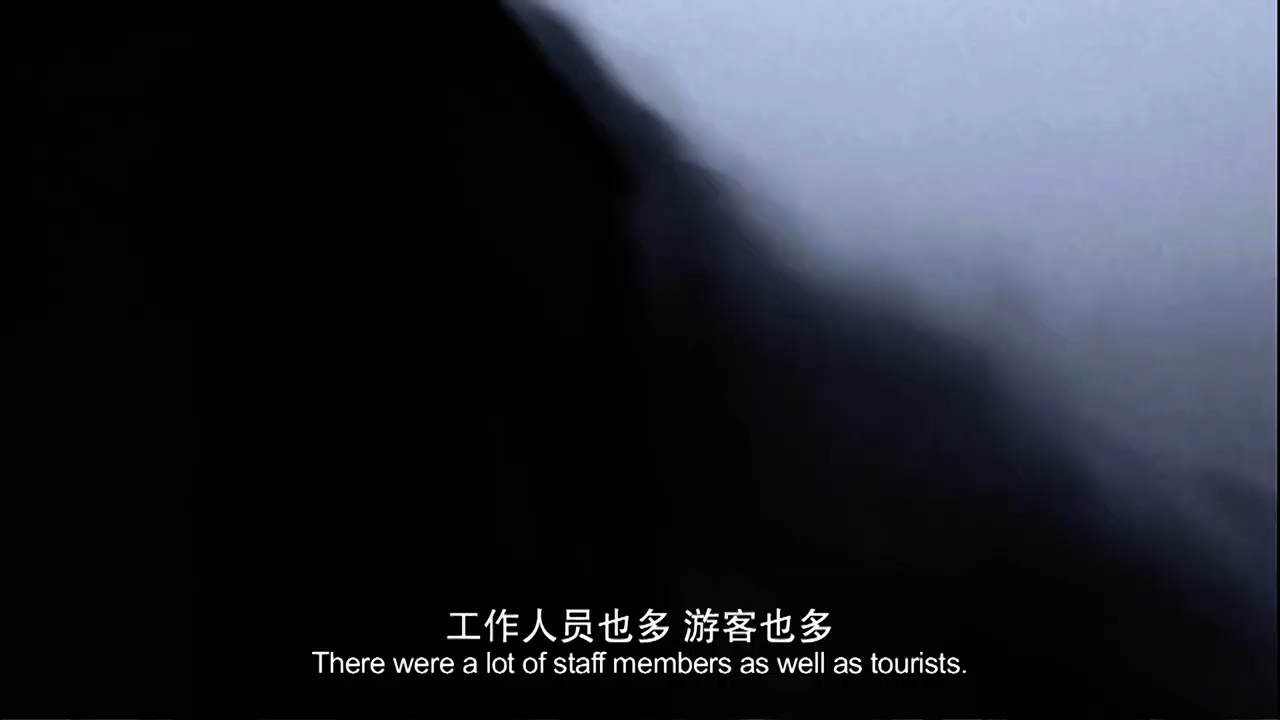 工作人员也多 游客也多
There were a lot of staff members as well as tourists.